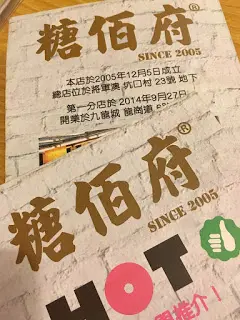 糖佰府®
SINCE 2005
本店於2005年12月5日成立
總店位於將軍澳 坑口村 23號 地下
第一分店於 2014年9月27日
開業於九龍城 龍崗道
糖佰府®
SINCE 2005
HOT
推介！